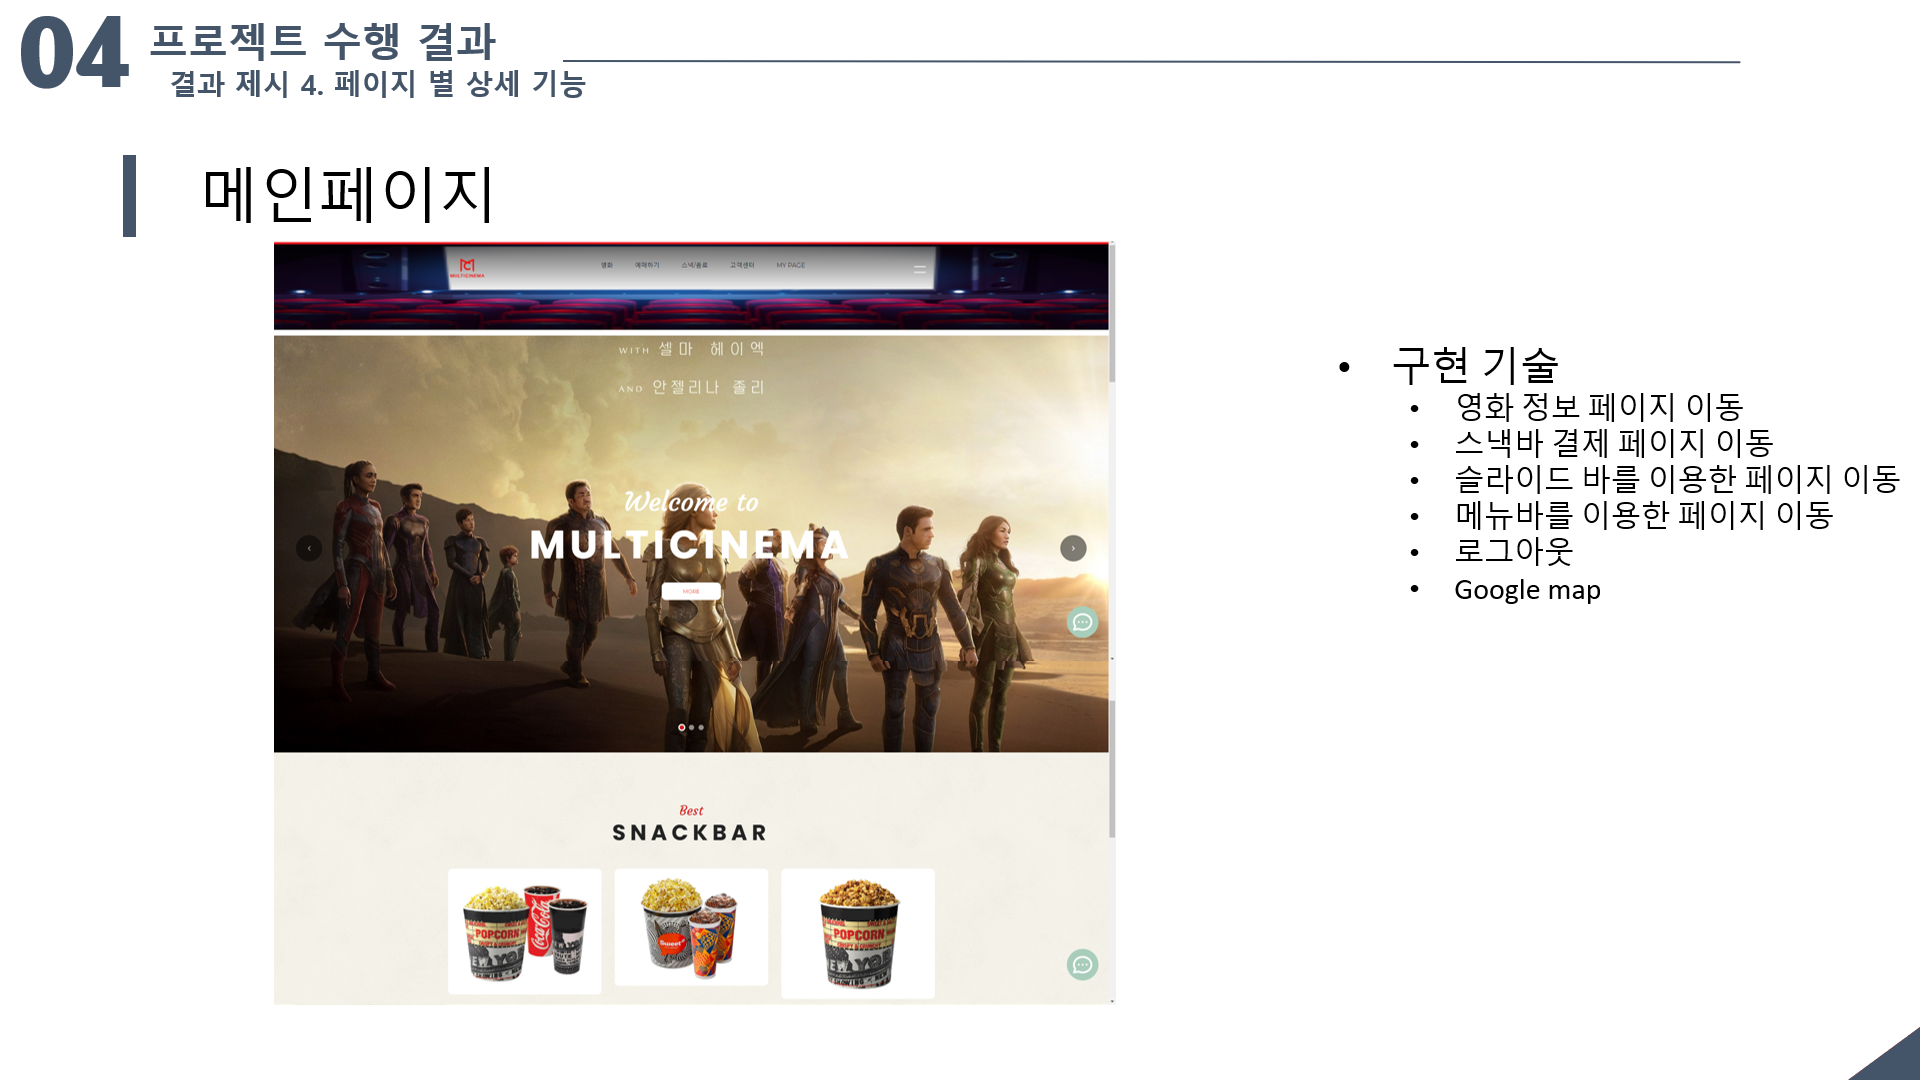 04 프로젝트 수행 결과
결과 제시 4. 페이지 별 상세 기능
메인페이지
MULTICINEMA
영화 예매하기 스낵/음료 고객센터 MY PAGE
WITH 셀마 헤이엑
AND 안젤리나 졸리
Welcome to
MULTICINEMA
MORE
Best
SNACKBAR
POPCORN
Coca-Cola
Sweet
POPCORN
• 구현 기술
• 영화 정보 페이지 이동
• 스낵바 결제 페이지 이동
• 슬라이드 바를 이용한 페이지 이동
• 메뉴바를 이용한 페이지 이동
• 로그아웃
• Google map